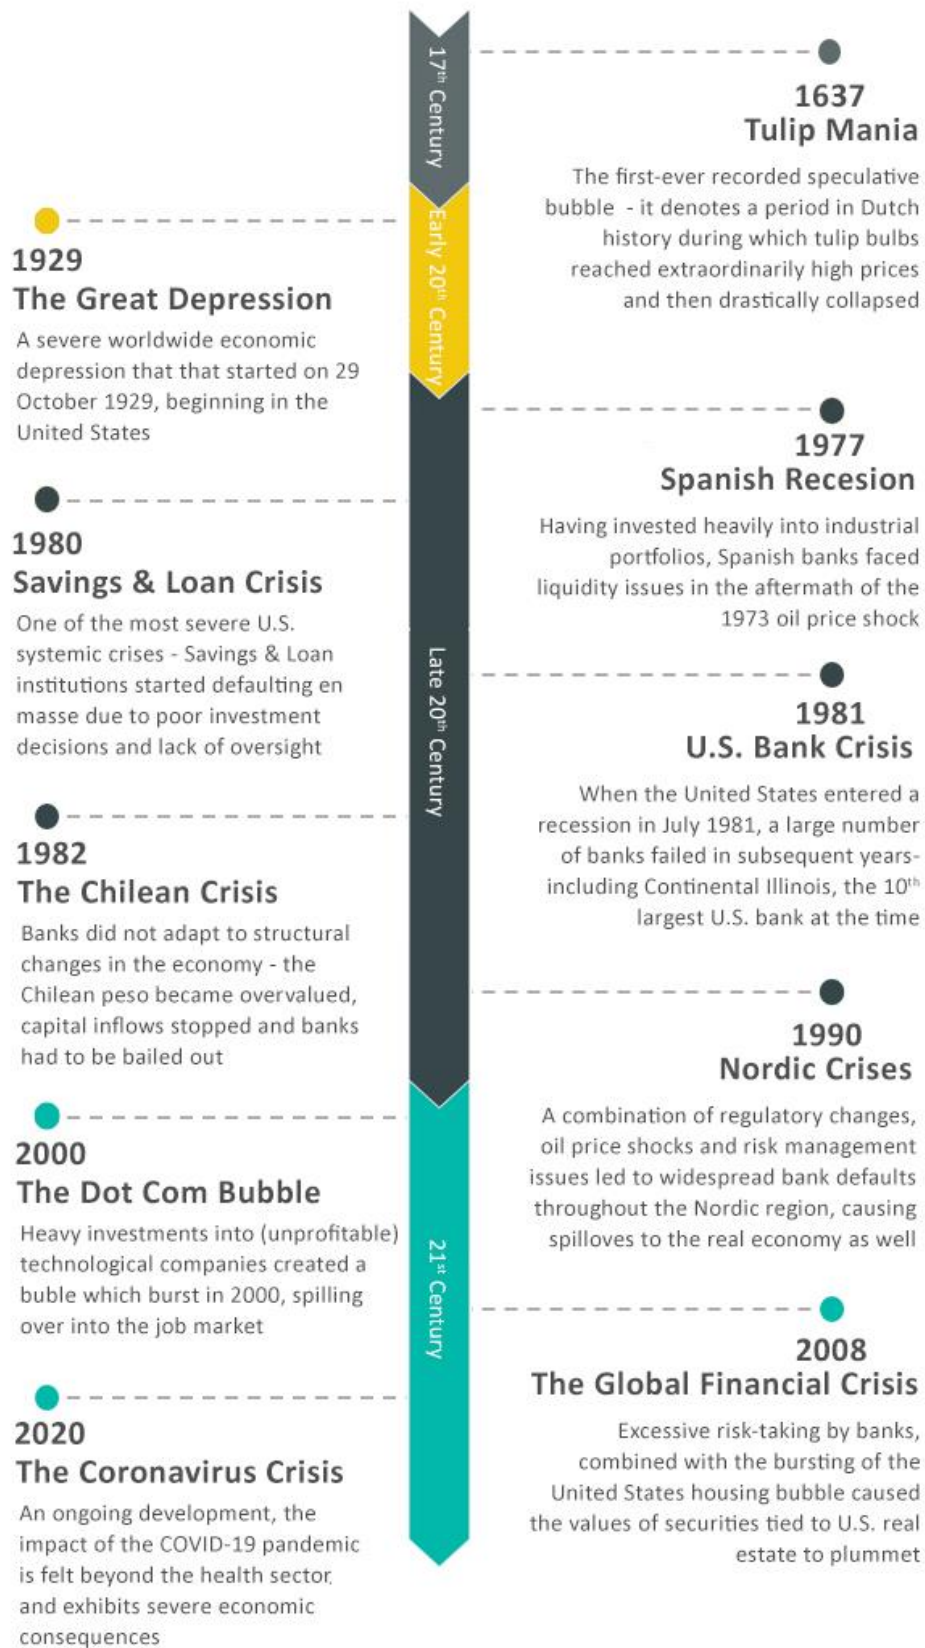 17th Century
1637
Tulip Mania
The first-ever recorded speculative
bubble - it denotes a period in Dutch
history during which tulip bulbs
reached extraordinarily high prices
and then drastically collapsed
Early 20th Century
1929
The Great Depression
A severe worldwide economic
depression that that started on 29
October 1929, beginning in the
United States
Late 20th Century
1977
Spanish Recesion
Having invested heavily into industrial
portfolios, Spanish banks faced
liquidity issues in the aftermath of the
1973 oil price shock
1980
Savings & Loan Crisis
One of the most severe U.S.
systemic crises - Savings & Loan
institutions started defaulting en
masse due to poor investment
decisions and lack of oversight
1981
U.S. Bank Crisis
When the United States entered a
recession in July 1981, a large number
of banks failed in subsequent years-
including Continental Illinois, the 10th
largest U.S. bank at the time
1982
The Chilean Crisis
Banks did not adapt to structural
changes in the economy - the
Chilean peso became overvalued,
capital inflows stopped and banks
had to be bailed out
1990
Nordic Crises
A combination of regulatory changes,
oil price shocks and risk management
issues led to widespread bank defaults
throughout the Nordic region, causing
spilloves to the real economy as well
21st Century
2000
The Dot Com Bubble
Heavy investments into (unprofitable)
technological companies created a
buble which burst in 2000, spilling
over into the job market
2008
The Global Financial Crisis
Excessive risk-taking by banks,
combined with the bursting of the
United States housing bubble caused
the values of securities tied to U.S. real
estate to plummet
2020
The Coronavirus Crisis
An ongoing development, the
impact of the COVID-19 pandemic
is felt beyond the health sector,
and exhibits severe economic
consequences